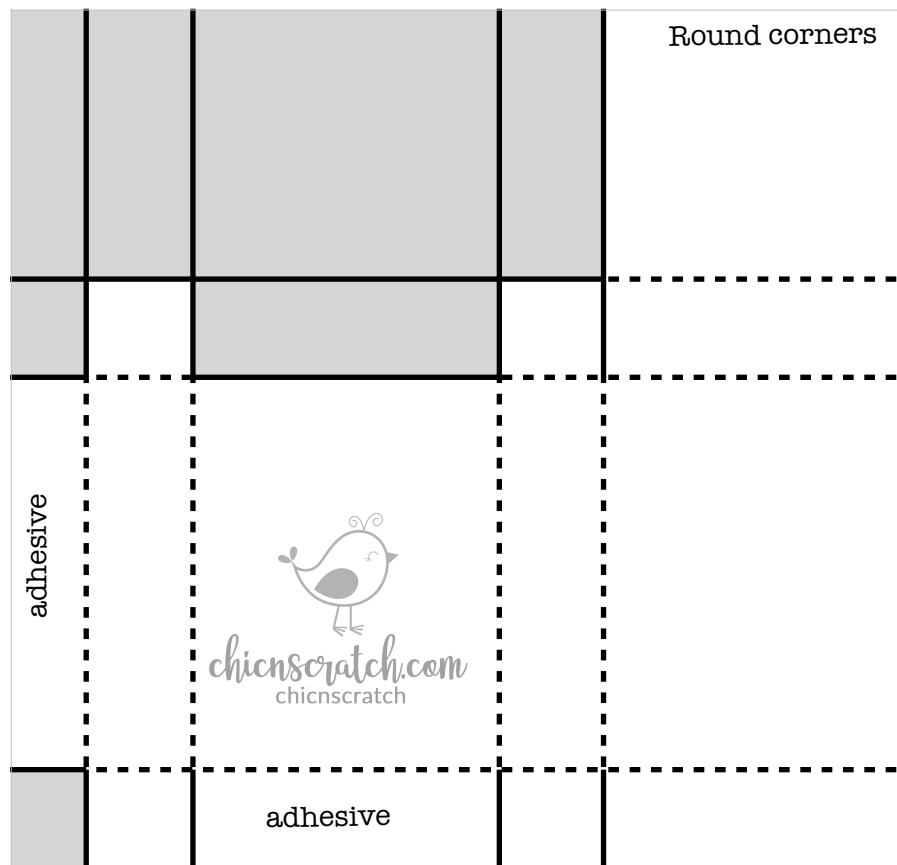 Round corners
adhesive
chicnscratch.com
chicnscratch
adhesive